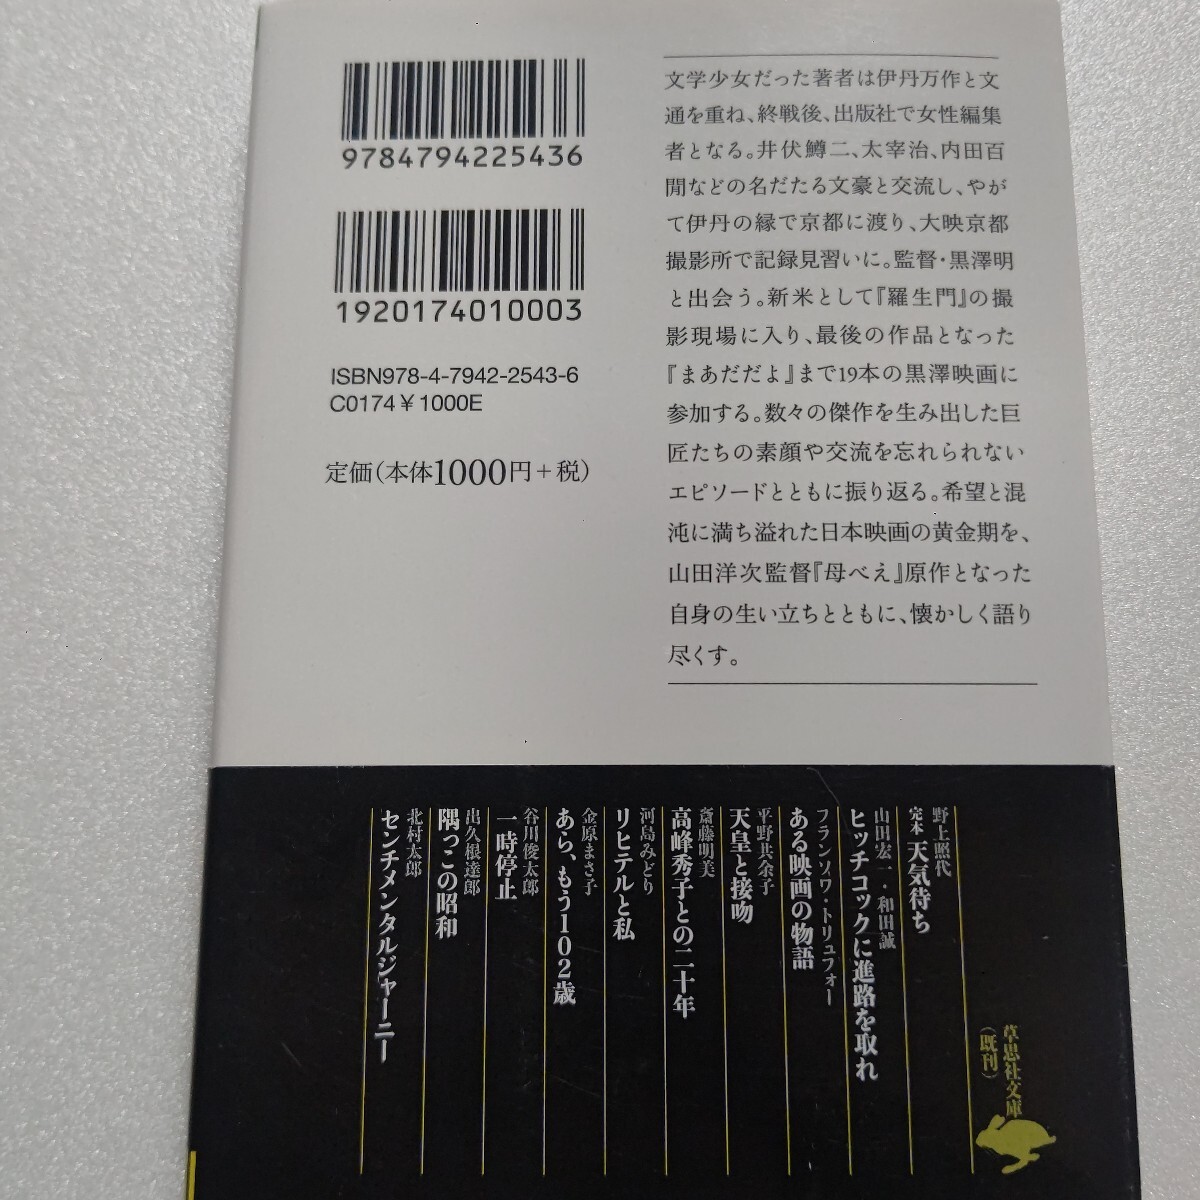 9784794225436
1920174010003
ISBN978-4-7942-2543-6
C0174 ¥1000E
定価(本体1000円+税)
文学少女だった著者は伊丹万作と文
通を重ね、終戦後、出版社で女性編集
者となる。井伏鱒二、太宰治、内田百
閒などの名だたる文豪と交流し、やが
て伊丹の縁で京都に渡り、大映京都
撮影所で記録見習いに。監督・黒澤明
と出会う。新米として『羅生門』の撮
影現場に入り、最後の作品となった
『まあだだよ』まで19本の黒澤映画に
参加する。数々の傑作を生み出した巨
匠たちの素顔や交流を忘れられない
エピソードとともに振り返る。希望と混
沌に満ち溢れた日本映画の黄金期を、
山田洋次監督『母べえ』原作となった
自身の生い立ちとともに、懐かしく語り
尽くす。
草思社文庫
(既刊)
野上照代
完本 天気待ち
山田宏一・和田誠
ヒッチコックに進路を取れ
フランソワ・トリュフォー
ある映画の物語
平野共余子
天皇と接吻
斎藤明美
高峰秀子との二十年
河島みどり
リヒテルと私
金原まさ子
あら、もう102歳
谷川俊太郎
一時停止
出久根達郎
隅っこの昭和
北村太郎
センチメンタルジャーニー